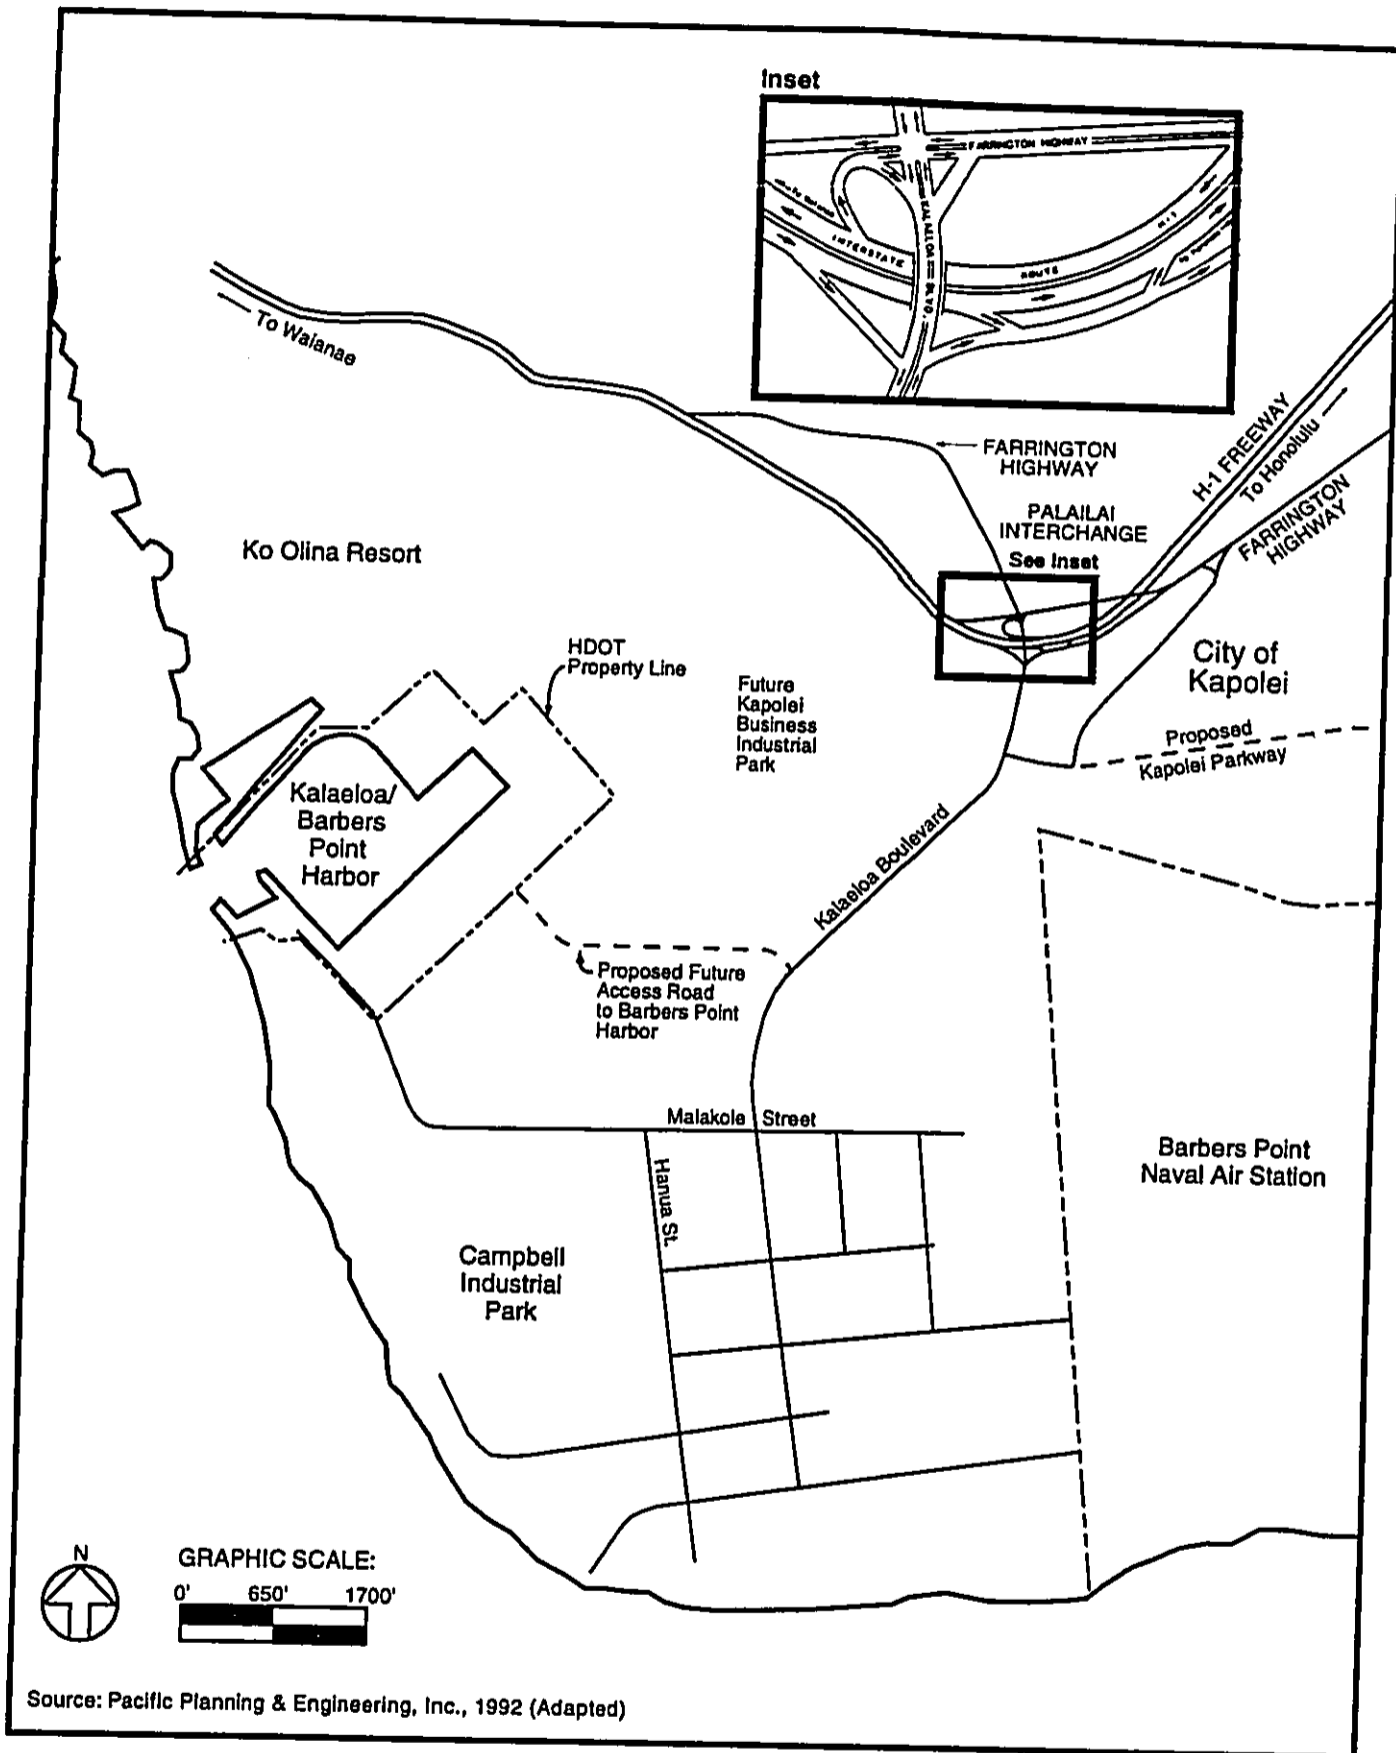 Inset
FARRINGTON HIGHWAY
INTERSTATE
ROUTE
H-1
KALAELOA BLVD.
To Waianae
FARRINGTON
HIGHWAY
H-1 FREEWAY
To Honolulu
FARRINGTON
HIGHWAY
PALAILAI
INTERCHANGE
See Inset
Ko Olina Resort
HDOT
Property Line
City of
Kapolei
Future
Kapolei
Business
Industrial
Park
Proposed
Kapolei Parkway
Kalaeloa/
Barbers
Point
Harbor
Kalaeloa Boulevard
Proposed Future
Access Road
to Barbers Point
Harbor
Malakole Street
Hanua St.
Barbers Point
Naval Air Station
Campbell
Industrial
Park
N
GRAPHIC SCALE:
0' 650' 1700'
Source: Pacific Planning & Engineering, Inc., 1992 (Adapted)